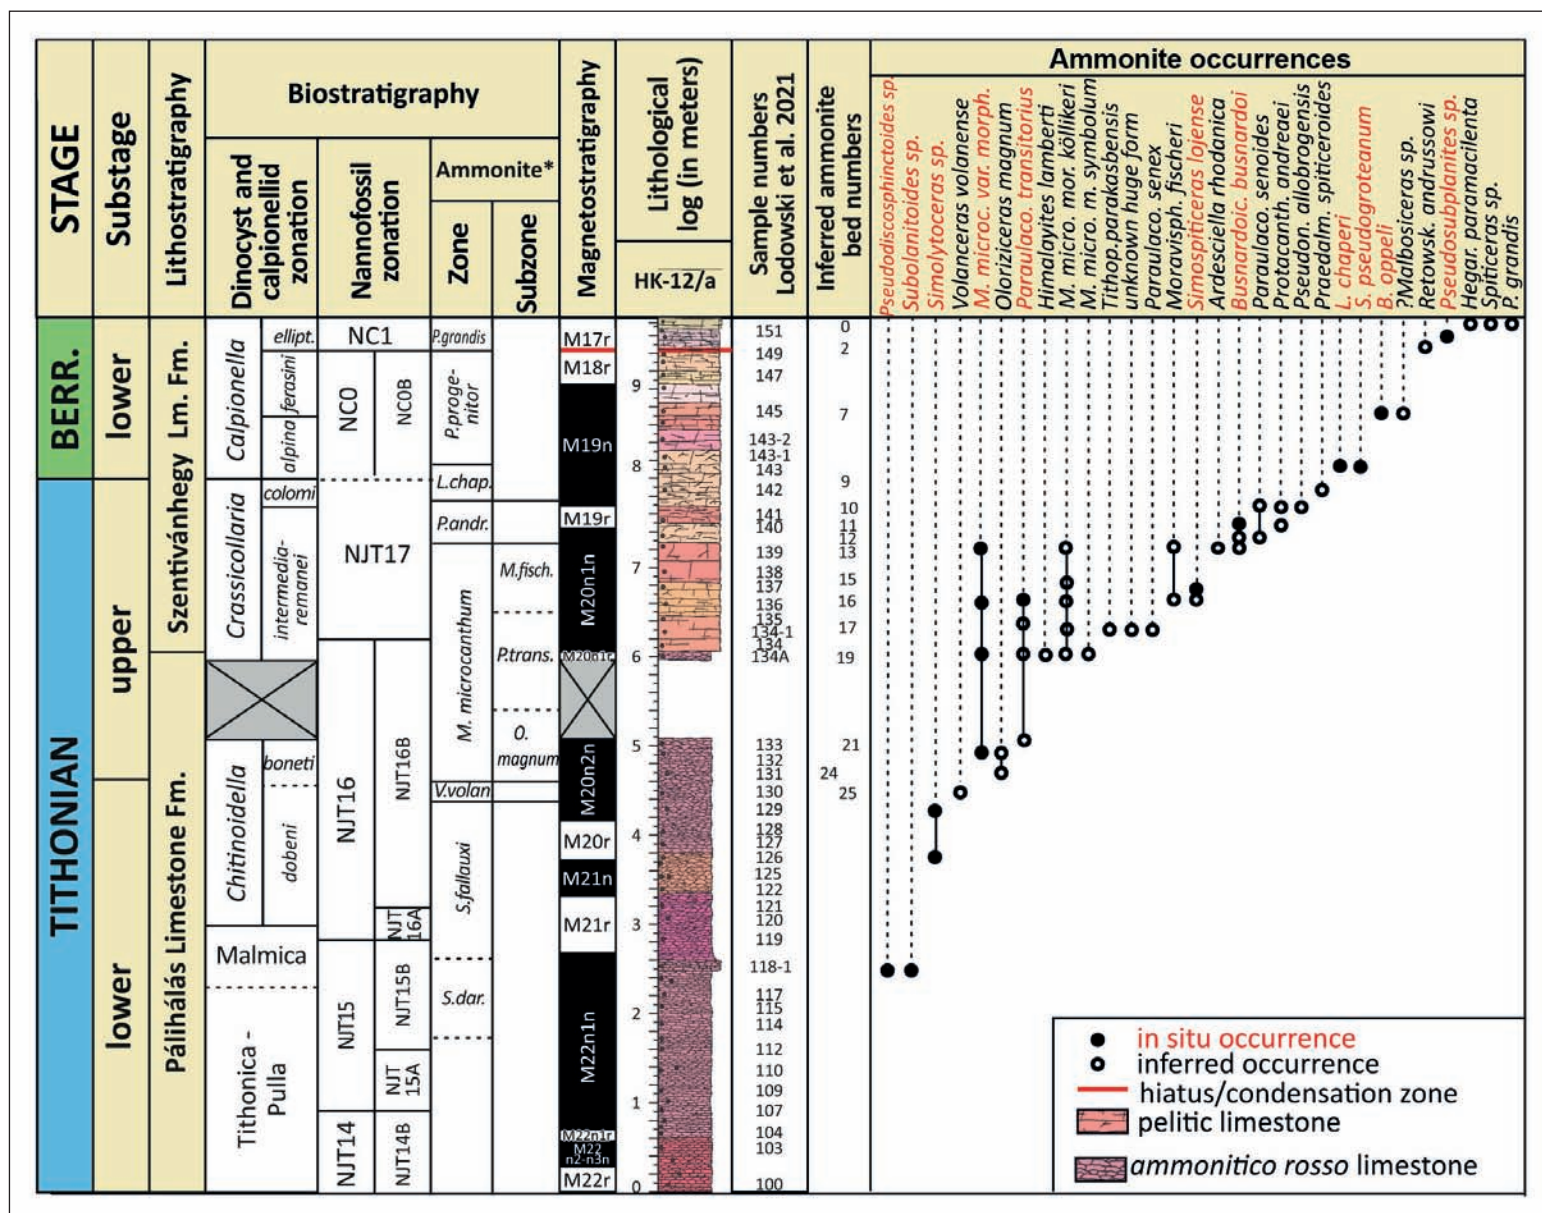 STAGE
Substage
Lithostratigraphy
Biostratigraphy
Dinocyst and
calpionellid
zonation
Nannofossil
zonation
Ammonite*
Zone
Subzone
Magnetostratigraphy
Lithological
log (in meters)
HK-12/a
Sample numbers
Lodowski et al. 2021
Inferred ammonite
bed numbers
Ammonite occurrences
Pseudodiscosphinctoides sp.
Subolanitoides sp.
Simolytoceras sp.
Volanceras volanense
M. microc. var. morph.
Oloriziceras magnum
Paraulaco. transitorius
Himalayites lamberti
M. micro. mor. köllikeri
M. micro. m. symbolum
Tithop.parakasbensis
unknown huge form
Paraulaco. senex
Moravisph. fischeri
Simospiticeras lojense
Ardesciella rhodanica
Busnardoic. busnardoi
Paraulaco. senoides
Protacanth. andreaei
Pseudon. allobrogensis
Praedalm. spiticeroides
L. chaperi
S. pseudogroteanum
B. oppeli
?Malbosiceras sp.
Retowsk. andrussowi
Pseudosubplanites sp.
Hegar. paramacilenta
Spiticeras sp.
P. grandis
BERR.
TITHONIAN
lower
upper
lower
Szentivánhegy Lm. Fm.
Pálihálás Limestone Fm.
Calpionella
ellipt.
ferasini
alpina
Crassicollaria
colomi
intermedia-
remanei
Chitinoidella
boneti
dobeni
Malmica
Tithonica -
Pulla
NC1
NC0
NC0B
NJT17
NJT16
NJT16B
NJT
16A
NJT15
NJT15B
NJT
15A
NJT14
NJT14B
P.grandis
P.proge-
nitor
L.chap.
P.andr.
M. microcanthum
V.volan
S.fallauxi
S.dar.
M.fisch.
P.trans.
O.
magnum
M17r
M18r
M19n
M19r
M20n1n
M20n1r
M20n2n
M20r
M21n
M21r
M22n1n
M22n1r
M22
n2-n3n
M22r
9
8
7
6
5
4
3
2
1
0
151
149
147
145
143-2
143-1
143
142
141
140
139
138
137
136
135
134-1
134
134A
133
132
131
130
129
128
127
126
125
122
121
120
119
118-1
117
115
114
112
110
109
107
104
103
100
0
2
7
9
10
11
12
13
15
16
17
19
21
24
25
in situ occurrence
inferred occurrence
hiatus/condensation zone
pelitic limestone
ammonitico rosso limestone